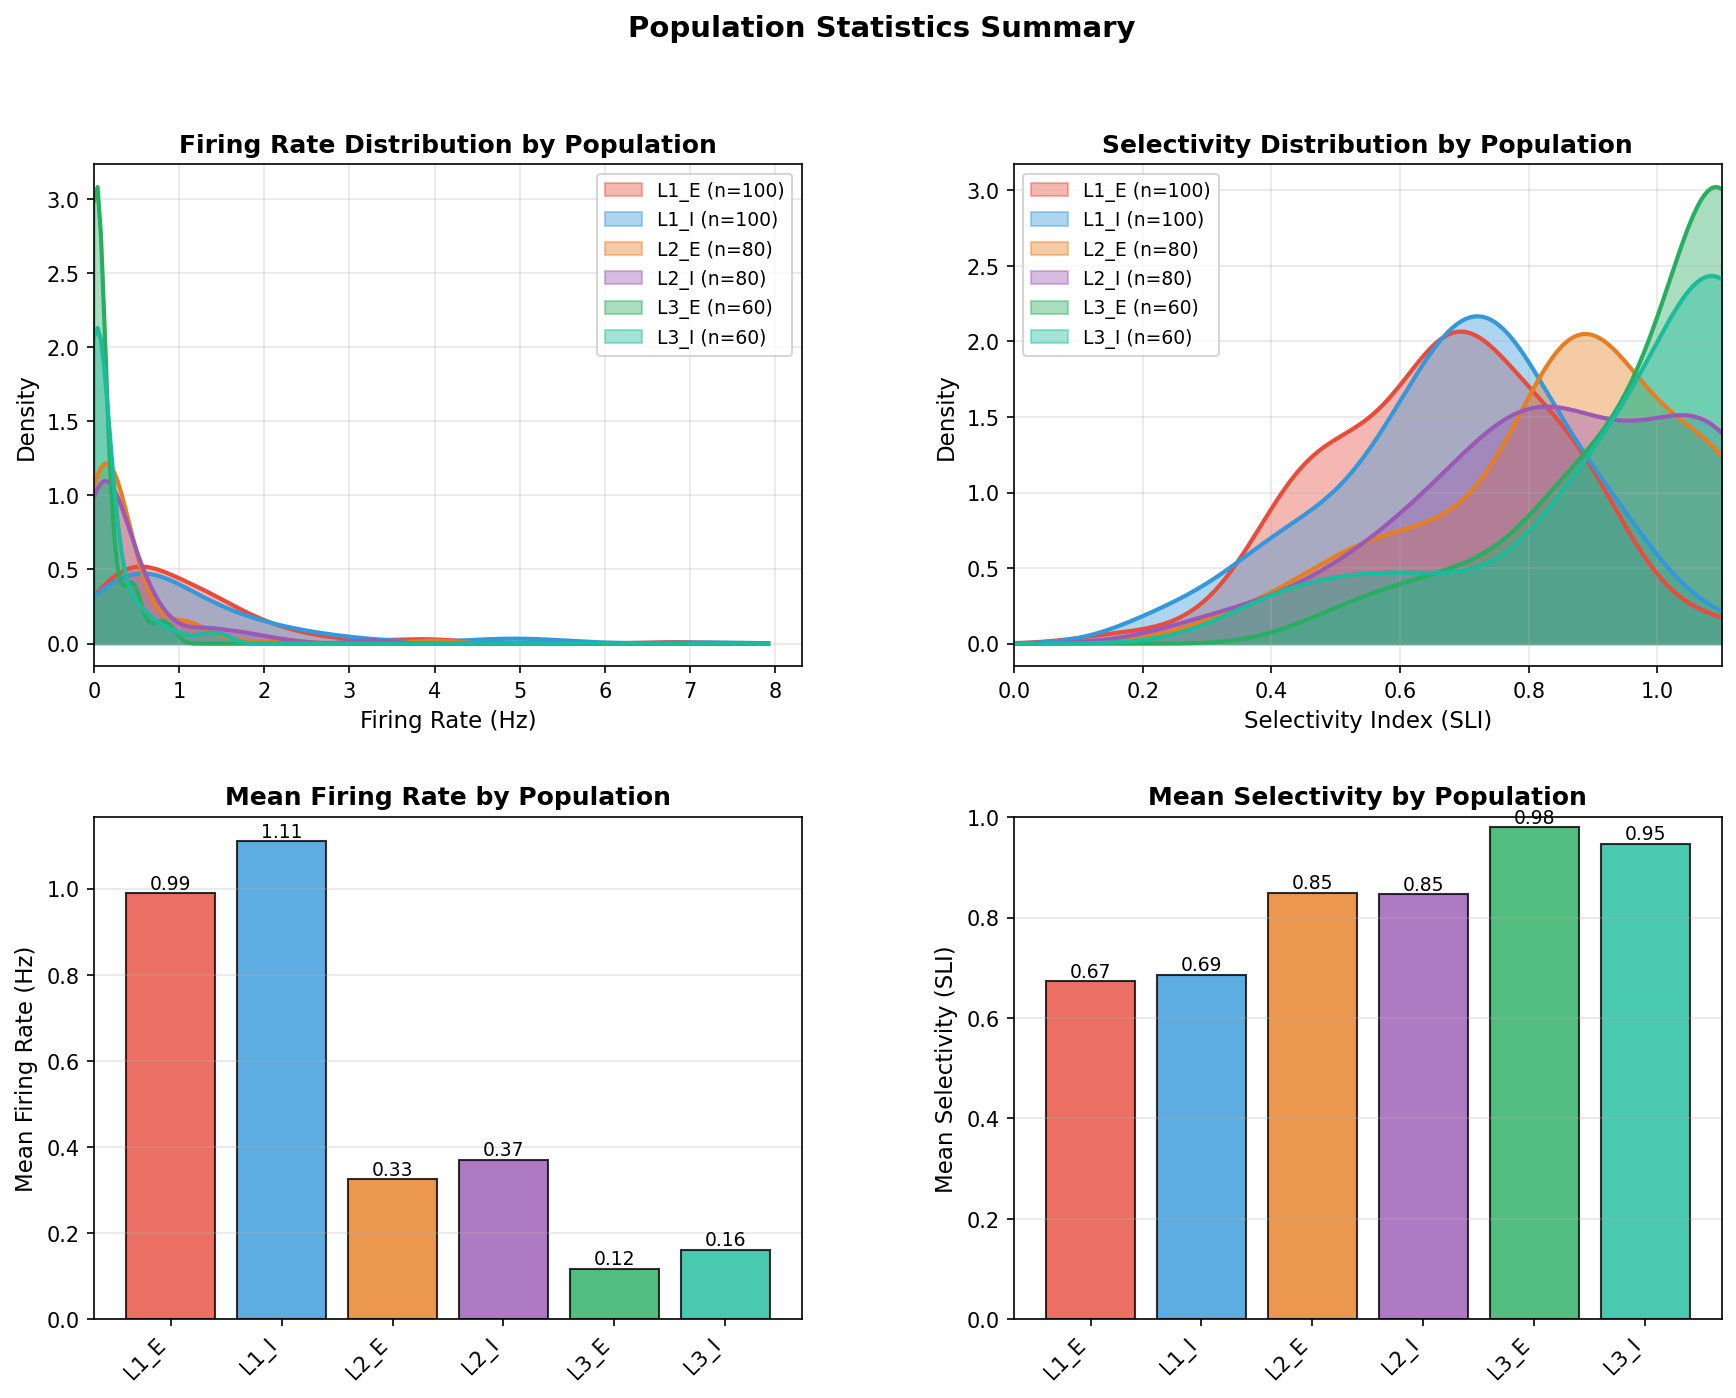 Population Statistics Summary
Firing Rate Distribution by Population
3.0
2.5
2.0
1.5
1.0
0.5
0.0
Density
0 1 2 3 4 5 6 7 8
Firing Rate (Hz)
L1_E (n=100)
L1_I (n=100)
L2_E (n=80)
L2_I (n=80)
L3_E (n=60)
L3_I (n=60)
Selectivity Distribution by Population
3.0
2.5
2.0
1.5
1.0
0.5
0.0
Density
0.0 0.2 0.4 0.6 0.8 1.0
Selectivity Index (SLI)
L1_E (n=100)
L1_I (n=100)
L2_E (n=80)
L2_I (n=80)
L3_E (n=60)
L3_I (n=60)
Mean Firing Rate by Population
1.0
0.8
0.6
0.4
0.2
0.0
Mean Firing Rate (Hz)
0.99
1.11
0.33
0.37
0.12
0.16
L1_E
L1_I
L2_E
L2_I
L3_E
L3_I
Mean Selectivity by Population
1.0
0.8
0.6
0.4
0.2
0.0
Mean Selectivity (SLI)
0.67
0.69
0.85
0.85
0.98
0.95
L1_E
L1_I
L2_E
L2_I
L3_E
L3_I